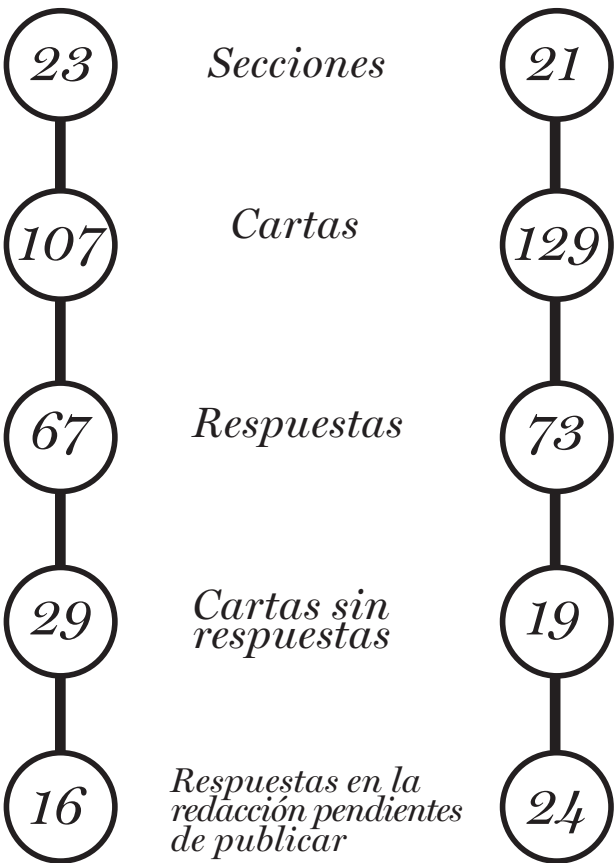 23 Secciones 21
107 Cartas 129
67 Respuestas 73
29 Cartas sin 19
respuestas
16 Respuestas en la 24
redacción pendientes
de publicar